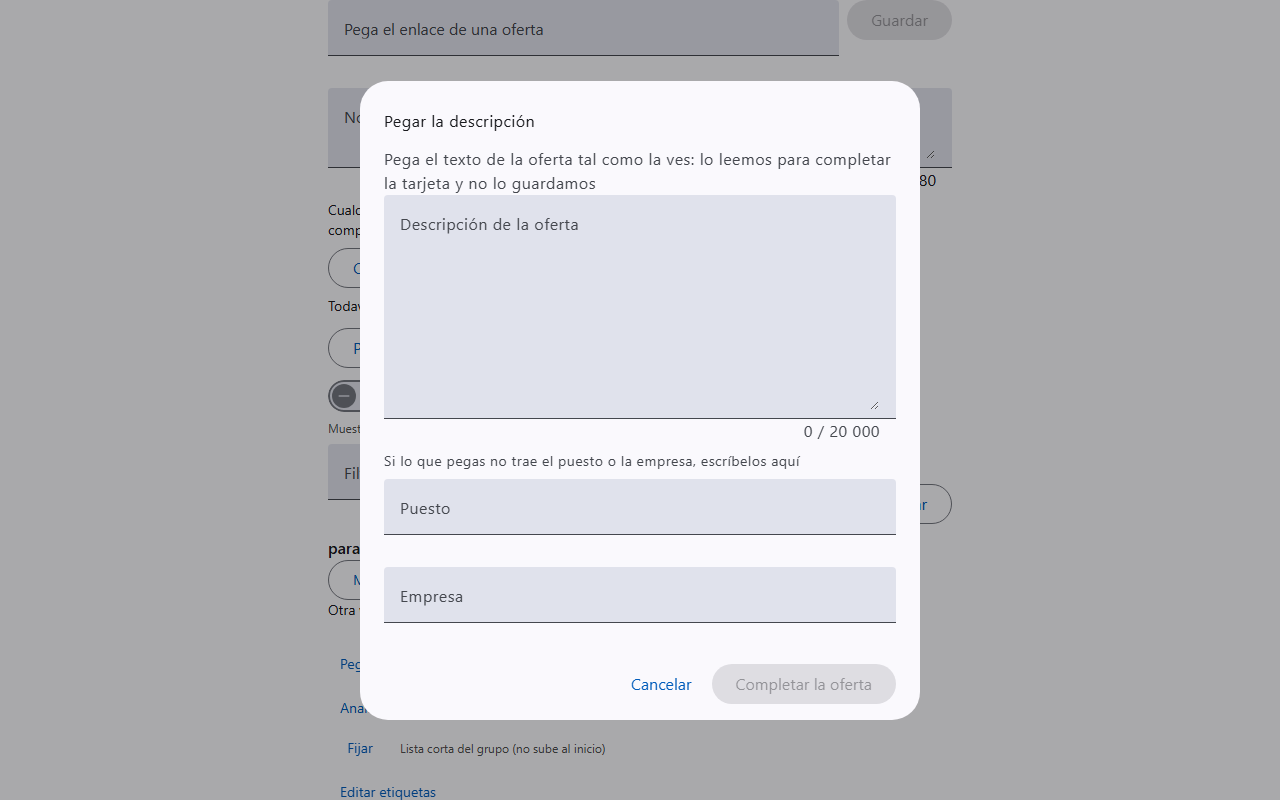 Pega el enlace de una oferta
Guardar
80
Pegar la descripción
Pega el texto de la oferta tal como la ves: lo leemos para completar
la tarjeta y no lo guardamos
Descripción de la oferta
0 / 20 000
Si lo que pegas no trae el puesto o la empresa, escríbelos aquí
Puesto
Empresa
Cancelar
Completar la oferta
para
Otra
Fijar
Lista corta del grupo (no sube al inicio)
Editar etiquetas